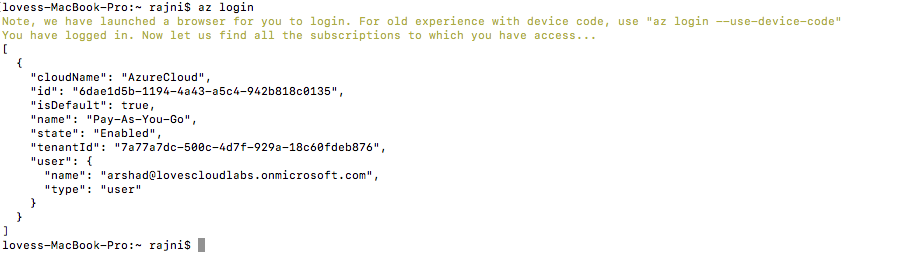 lovess-MacBook-Pro:~ rajni$ az login
Note, we have launched a browser for you to login. For old experience with device code, use "az login --use-device-code"
You have logged in. Now let us find all the subscriptions to which you have access...
[
  {
    "cloudName": "AzureCloud",
    "id": "6dae1d5b-1194-4a43-a5c4-942b818c0135",
    "isDefault": true,
    "name": "Pay-As-You-Go",
    "state": "Enabled",
    "tenantId": "7a77a7dc-500c-4d7f-929a-18c60fdeb876",
    "user": {
      "name": "arshad@lovescloudlabs.onmicrosoft.com",
      "type": "user"
    }
  }
]
lovess-MacBook-Pro:~ rajni$